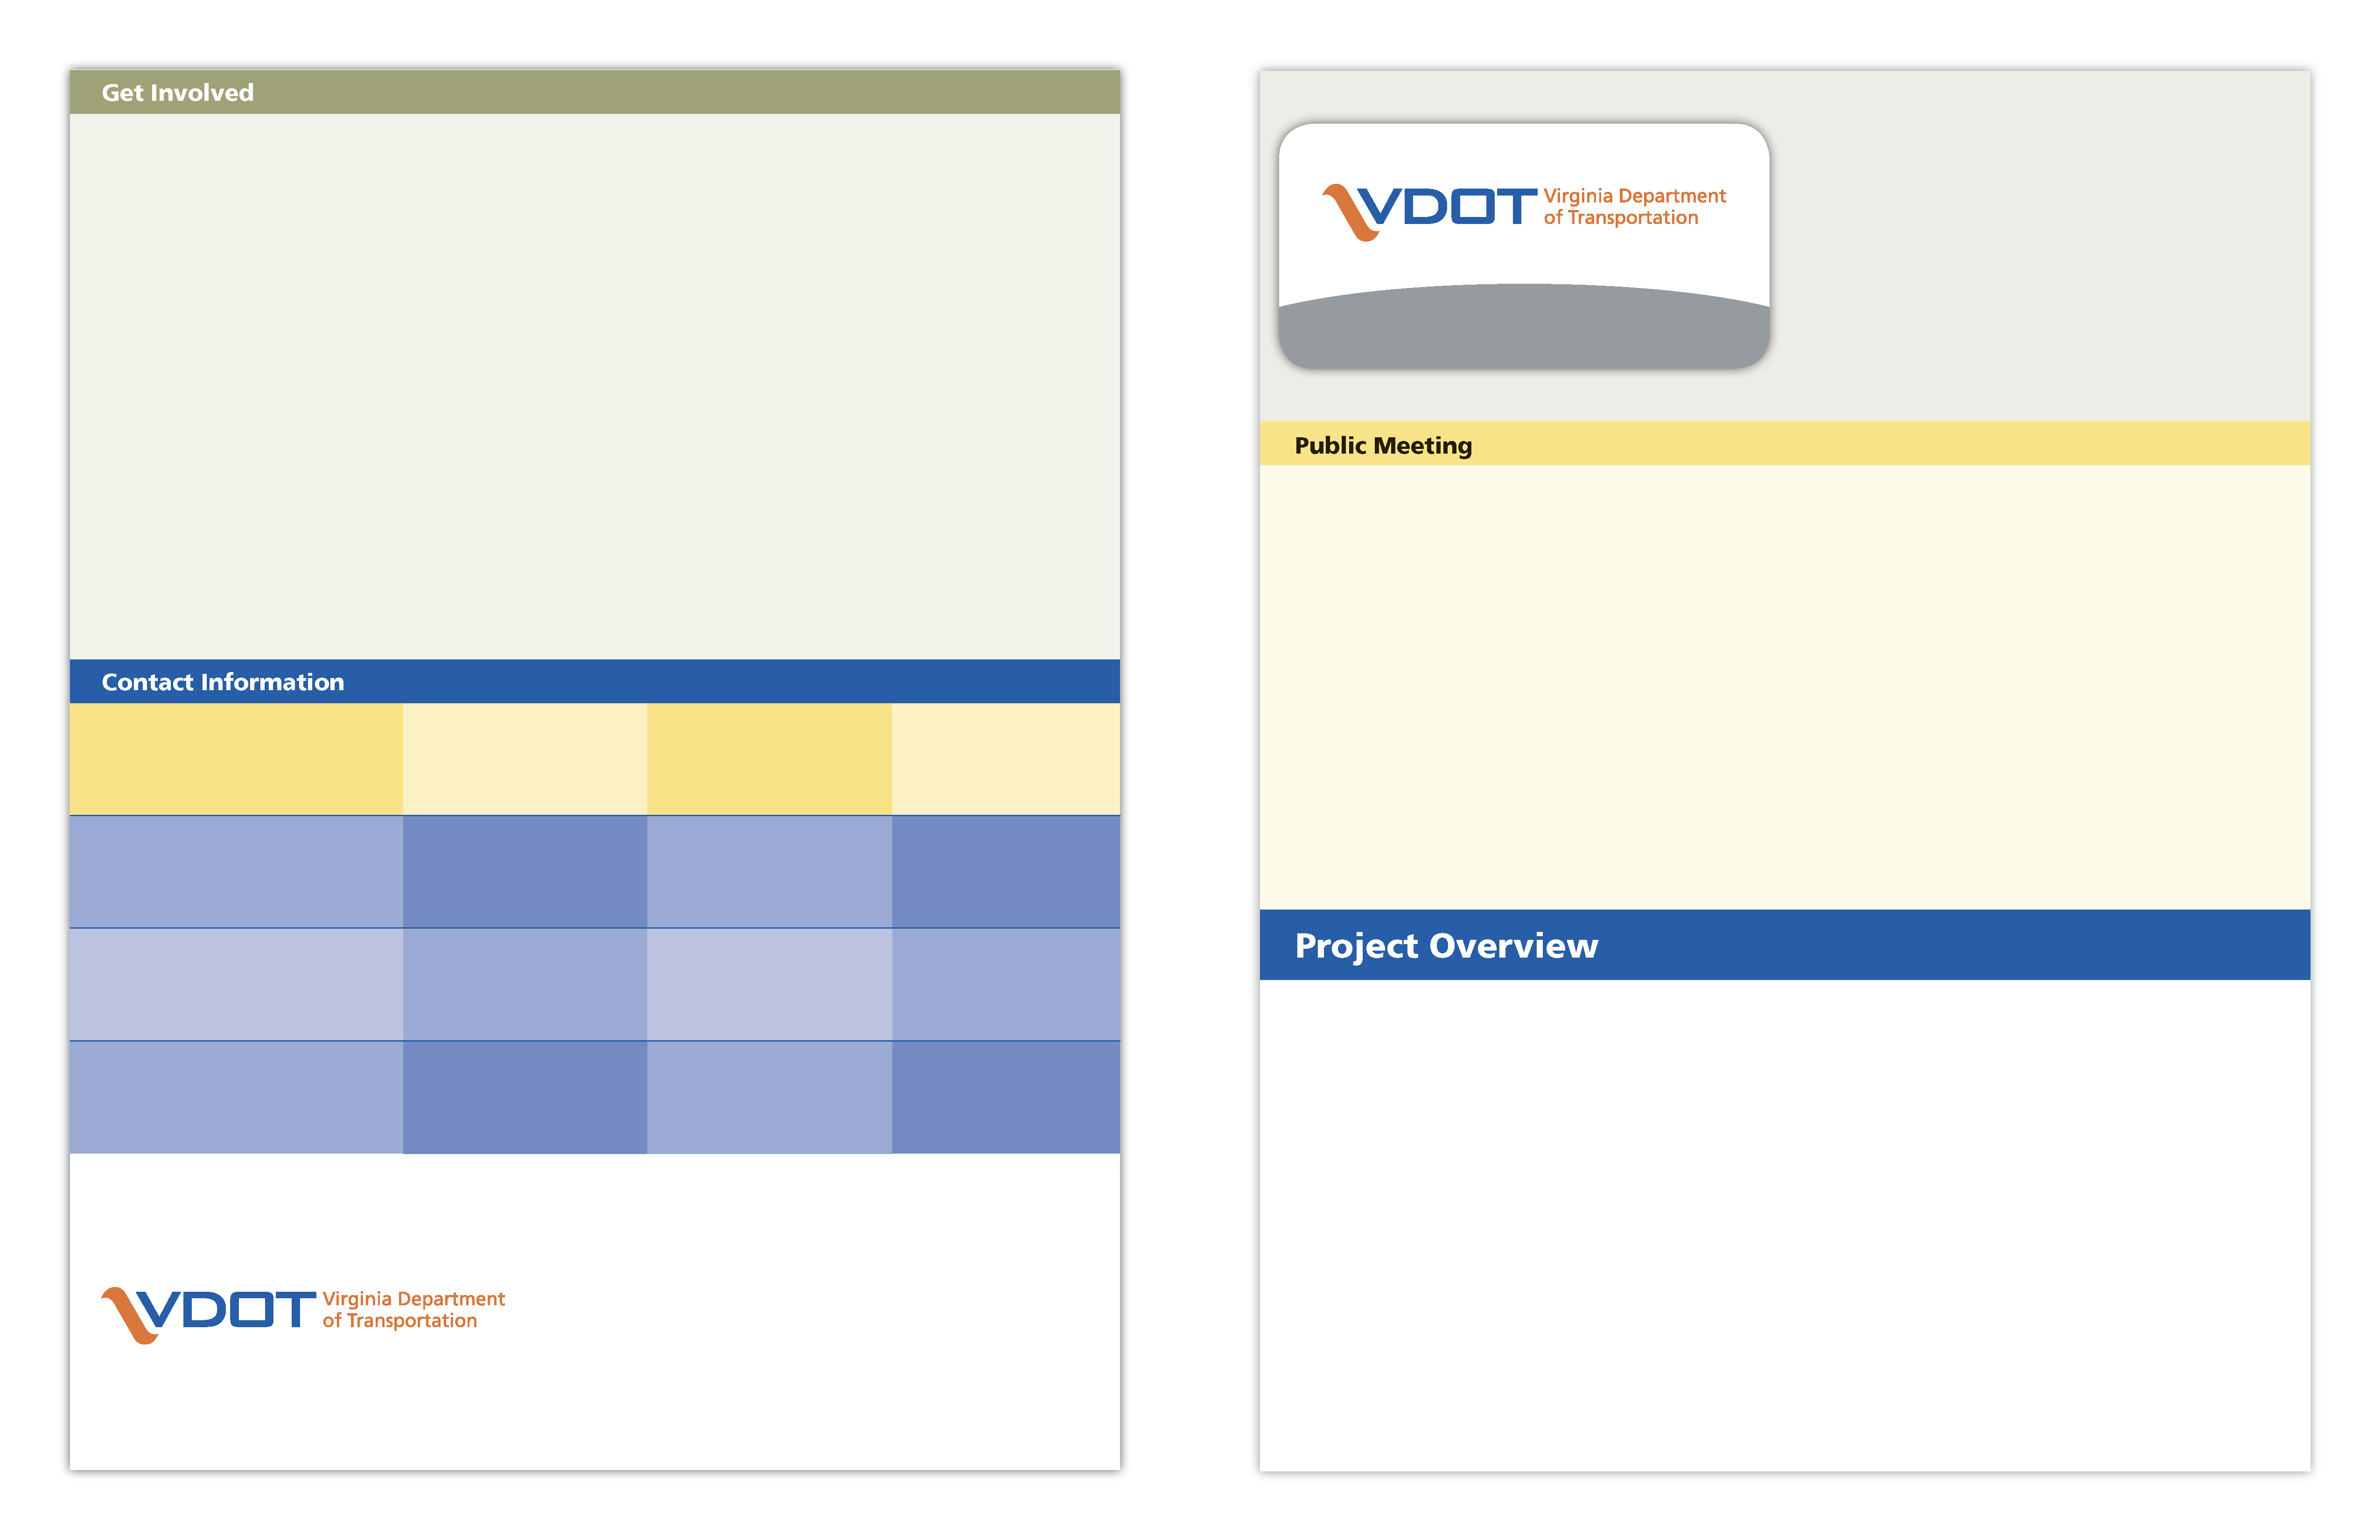 Get Involved
Contact Information
VDOT Virginia Department
of Transportation
VDOT Virginia Department
of Transportation
Public Meeting
Project Overview